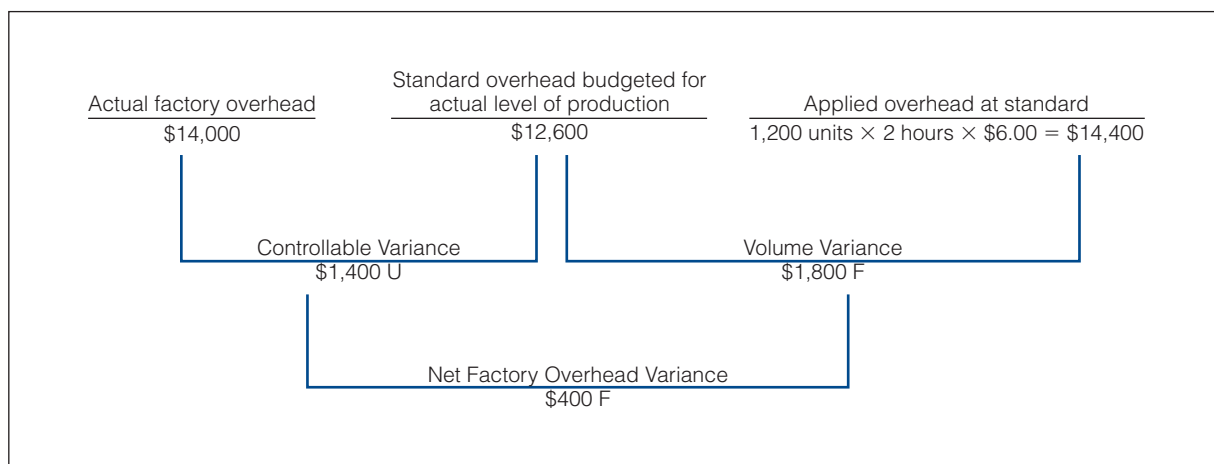 Actual factory overhead
$14,000
Standard overhead budgeted for
actual level of production
$12,600
Applied overhead at standard
1,200 units × 2 hours × $6.00 = $14,400
Controllable Variance
$1,400 U
Volume Variance
$1,800 F
Net Factory Overhead Variance
$400 F